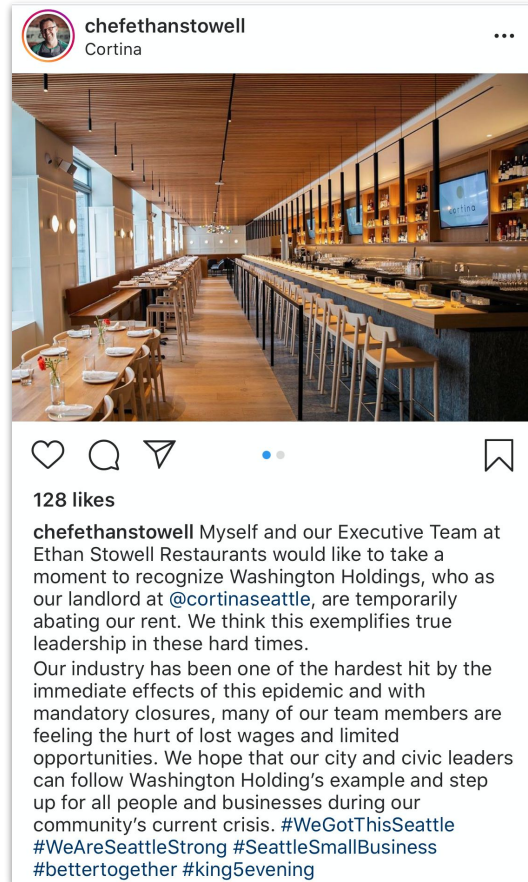 chefethanstowell
Cortina
cortina
128 likes
chefethanstowell Myself and our Executive Team at
Ethan Stowell Restaurants would like to take a
moment to recognize Washington Holdings, who as
our landlord at @cortinaseattle, are temporarily
abating our rent. We think this exemplifies true
leadership in these hard times.
Our industry has been one of the hardest hit by the
immediate effects of this epidemic and with
mandatory closures, many of our team members are
feeling the hurt of lost wages and limited
opportunities. We hope that our city and civic leaders
can follow Washington Holding’s example and step
up for all people and businesses during our
community’s current crisis. #WeGotThisSeattle
#WeAreSeattleStrong #SeattleSmallBusiness
#bettertogether #king5evening